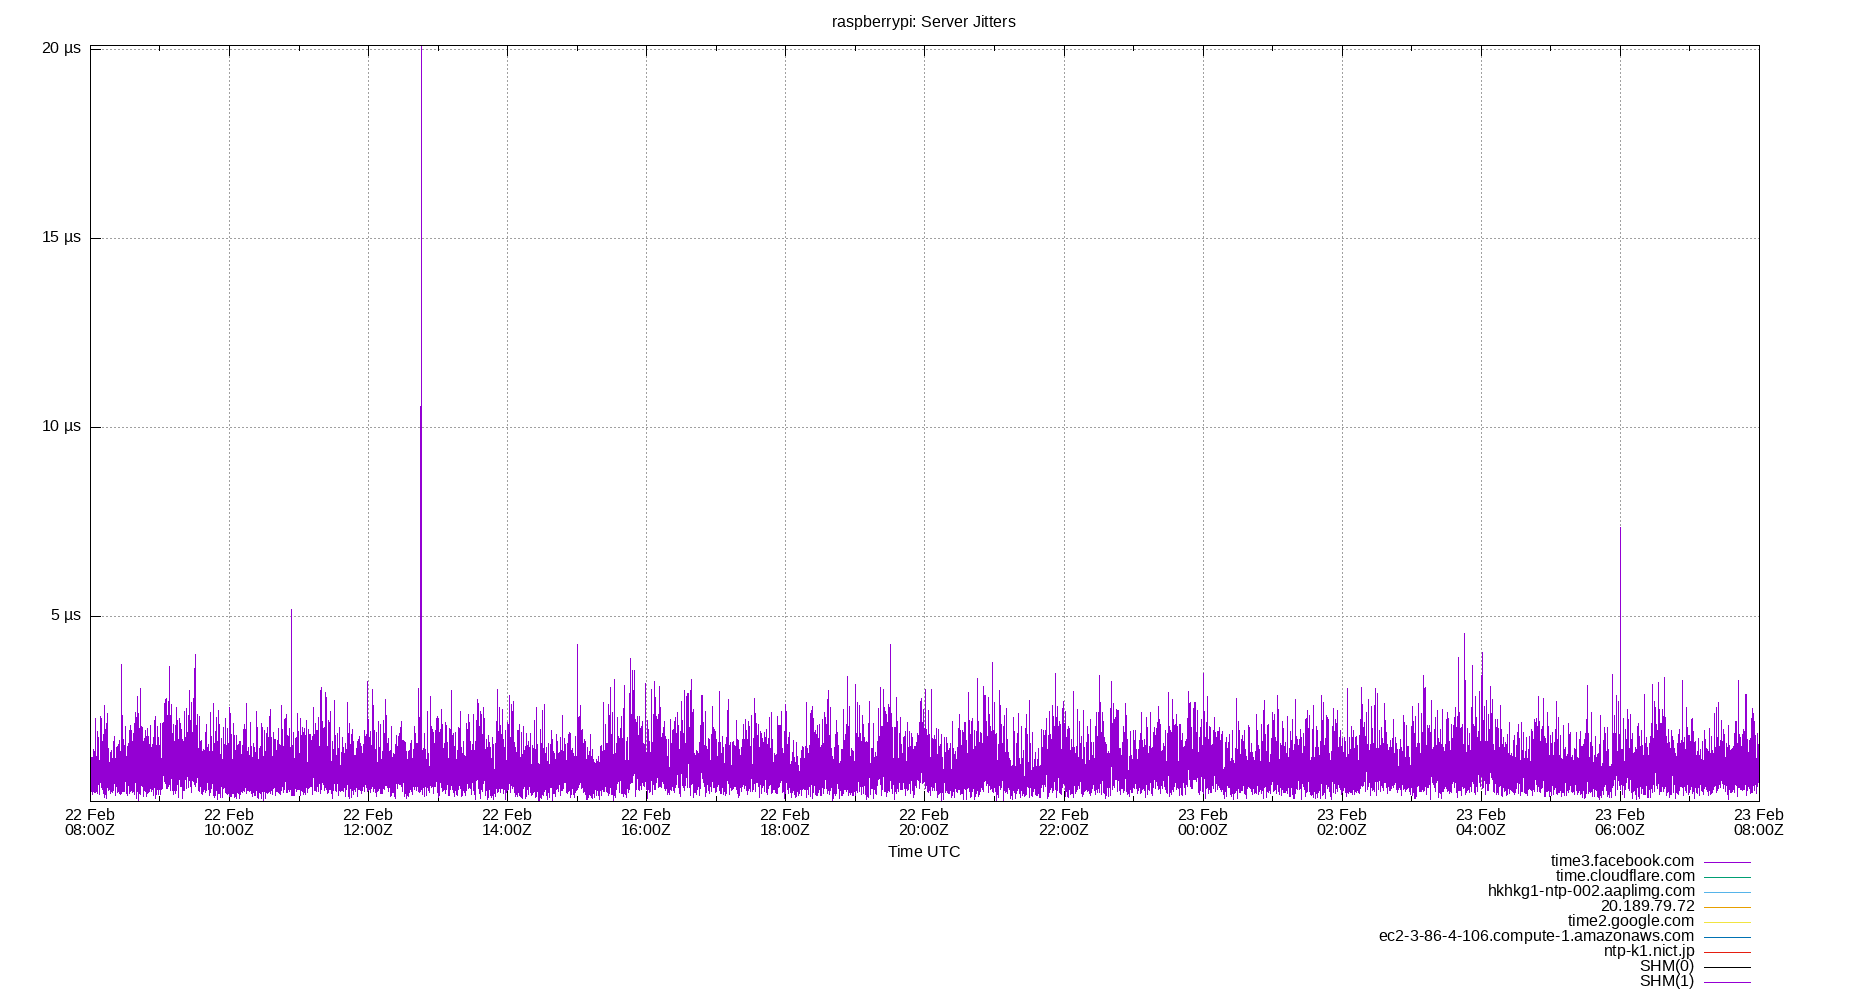 raspberrypi: Server Jitters
20 µs
15 µs
10 µs
5 µs
22 Feb 22 Feb 22 Feb 22 Feb 22 Feb 22 Feb 22 Feb 22 Feb 23 Feb 23 Feb 23 Feb 23 Feb 23 Feb
08:00Z 10:00Z 12:00Z 14:00Z 16:00Z 18:00Z 20:00Z 22:00Z 00:00Z 02:00Z 04:00Z 06:00Z 08:00Z
Time UTC
time3.facebook.com
time.cloudflare.com
hkhkg1-ntp-002.aaplimg.com
20.189.79.72
time2.google.com
ec2-3-86-4-106.compute-1.amazonaws.com
ntp-k1.nict.jp
SHM(0)
SHM(1)